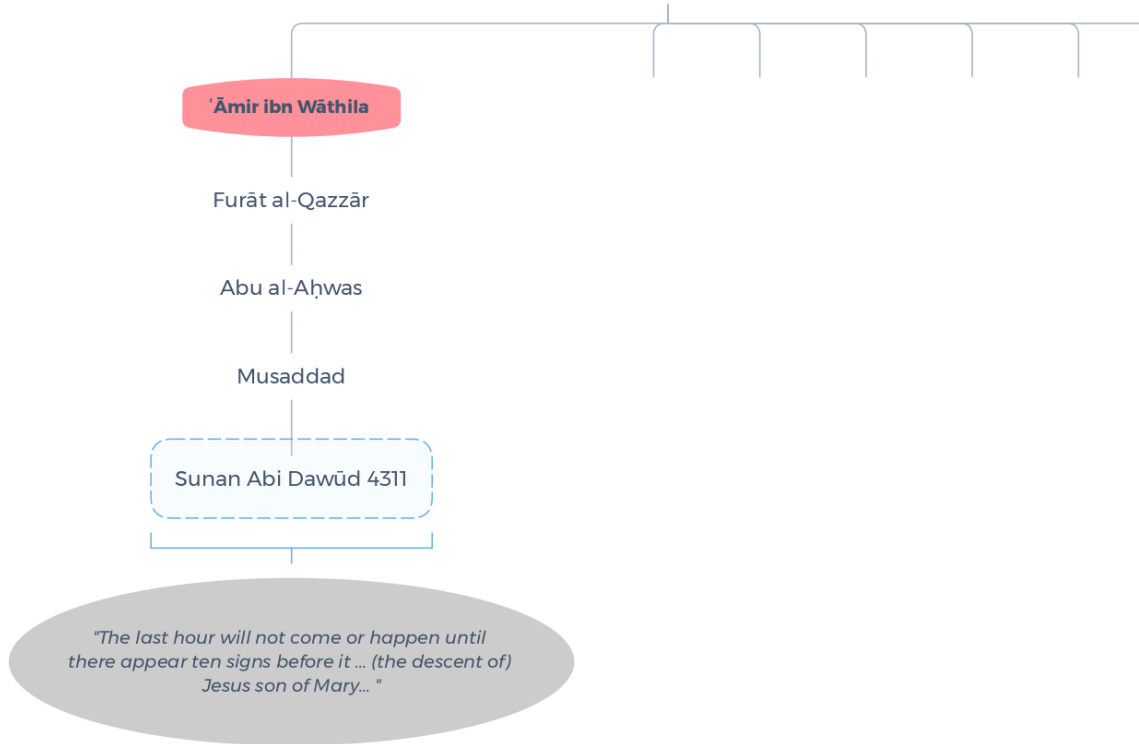 ʿĀmir ibn Wāthila
Furāt al-Qazzār
Abu al-Aḥwas
Musaddad
Sunan Abi Dawūd 4311
"The last hour will not come or happen until
there appear ten signs before it ... (the descent of)
Jesus son of Mary... "